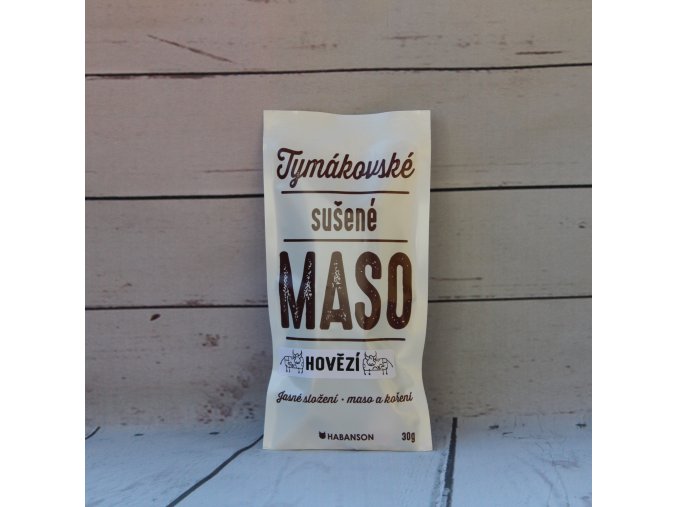 Tymákovské
sušené
MASO
HOVĚZÍ
Jasné složení • maso a koření
HABANSON 30g